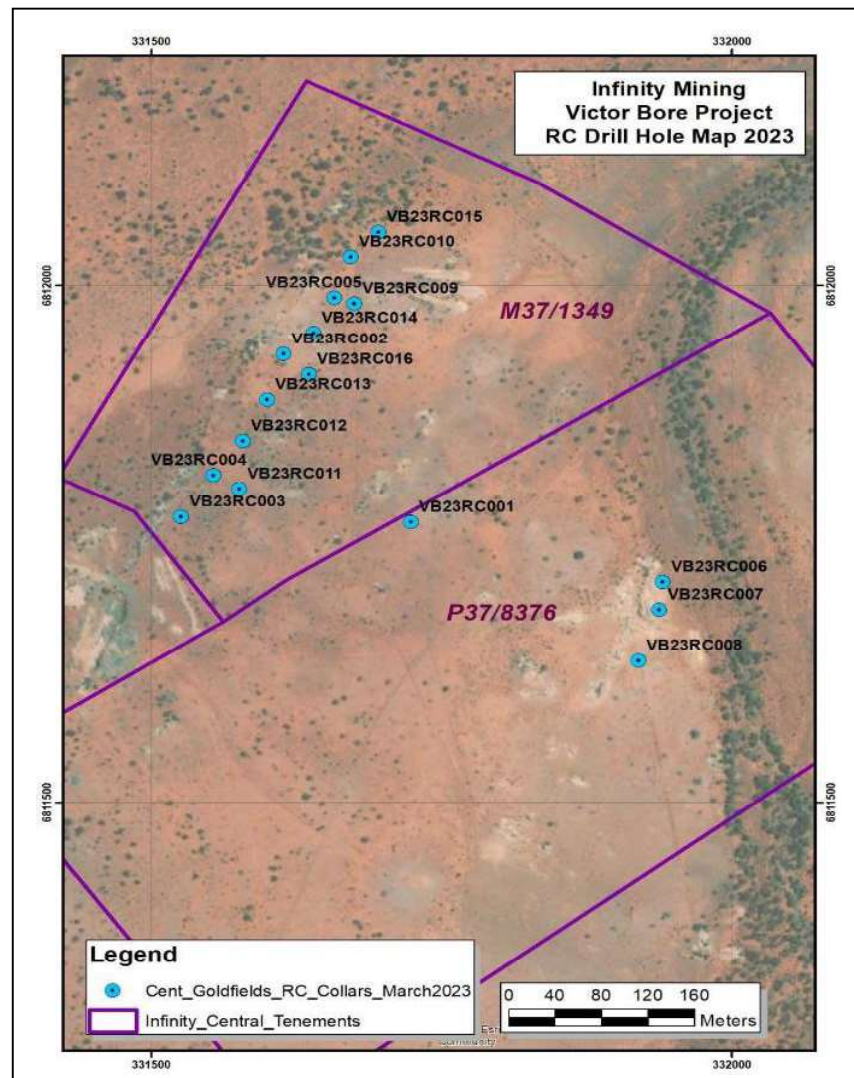 331500
332000
Infinity Mining
Victor Bore Project
RC Drill Hole Map 2023
VB23RC015
VB23RC010
6812000
6812000
VB23RC005
VB23RC009
M37/1349
VB23RC014
VB23RC002
VB23RC016
VB23RC013
VB23RC012
VB23RC004
VB23RC011
VB23RC003
VB23RC001
VB23RC006
VB23RC007
P37/8376
VB23RC008
6811500
6811500
Legend
Cent_Goldfields_RC_Collars_March2023
Infinity_Central_Tenements
0 40 80 120 160
Meters
331500
332000